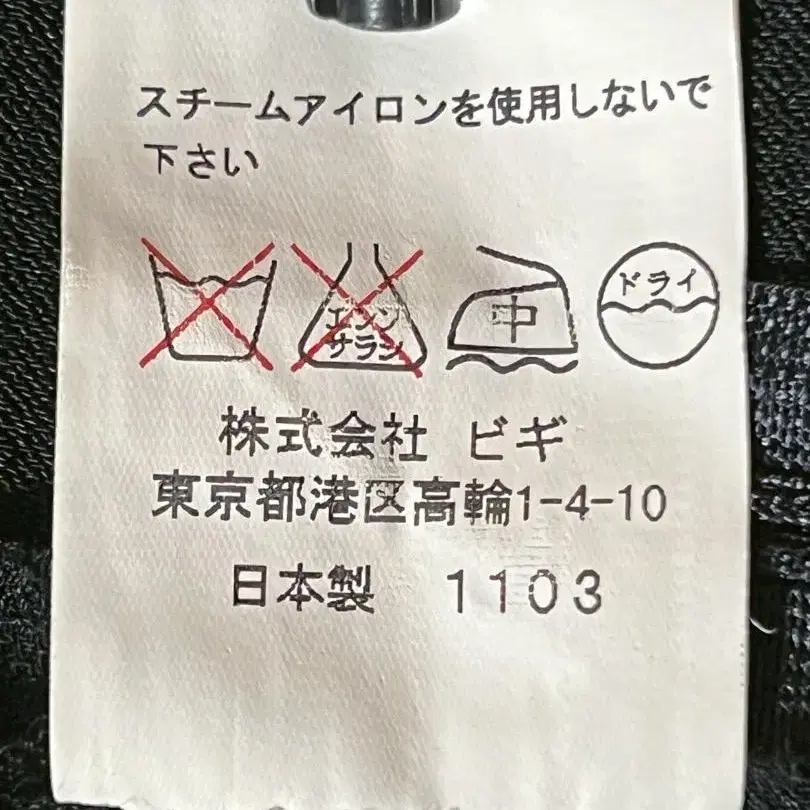 スチームアイロンを使用しないで
下さい
エンソ
サラシ
中
ドライ
株式会社 ビギ
東京都港区高輪1-4-10
日本製 1103